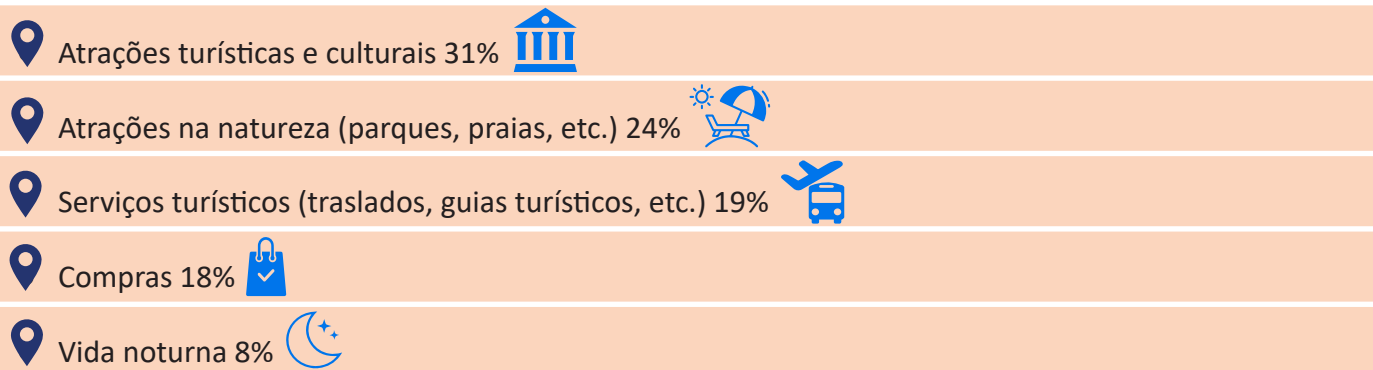 Atrações turísticas e culturais 31%
Atrações na natureza (parques, praias, etc.) 24%
Serviços turísticos (traslados, guias turísticos, etc.) 19%
Compras 18%
Vida noturna 8%